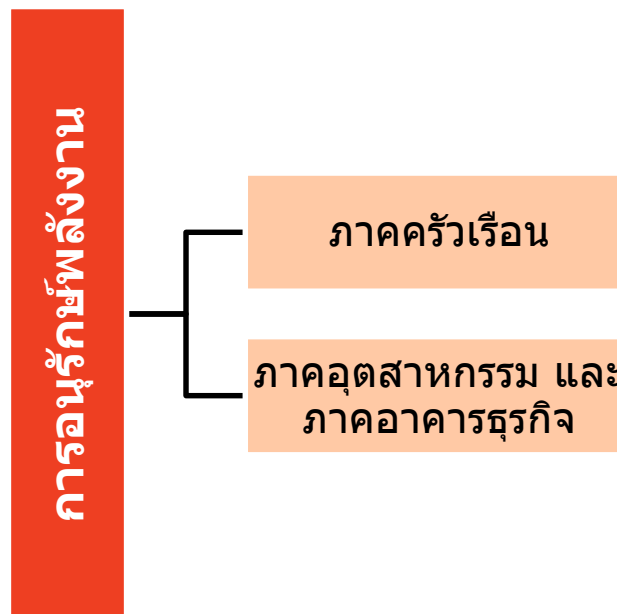 การอนุรักษ์พลังงาน
ภาคครัวเรือน
ภาคอุตสาหกรรม และ
ภาคอาคารธุรกิจ